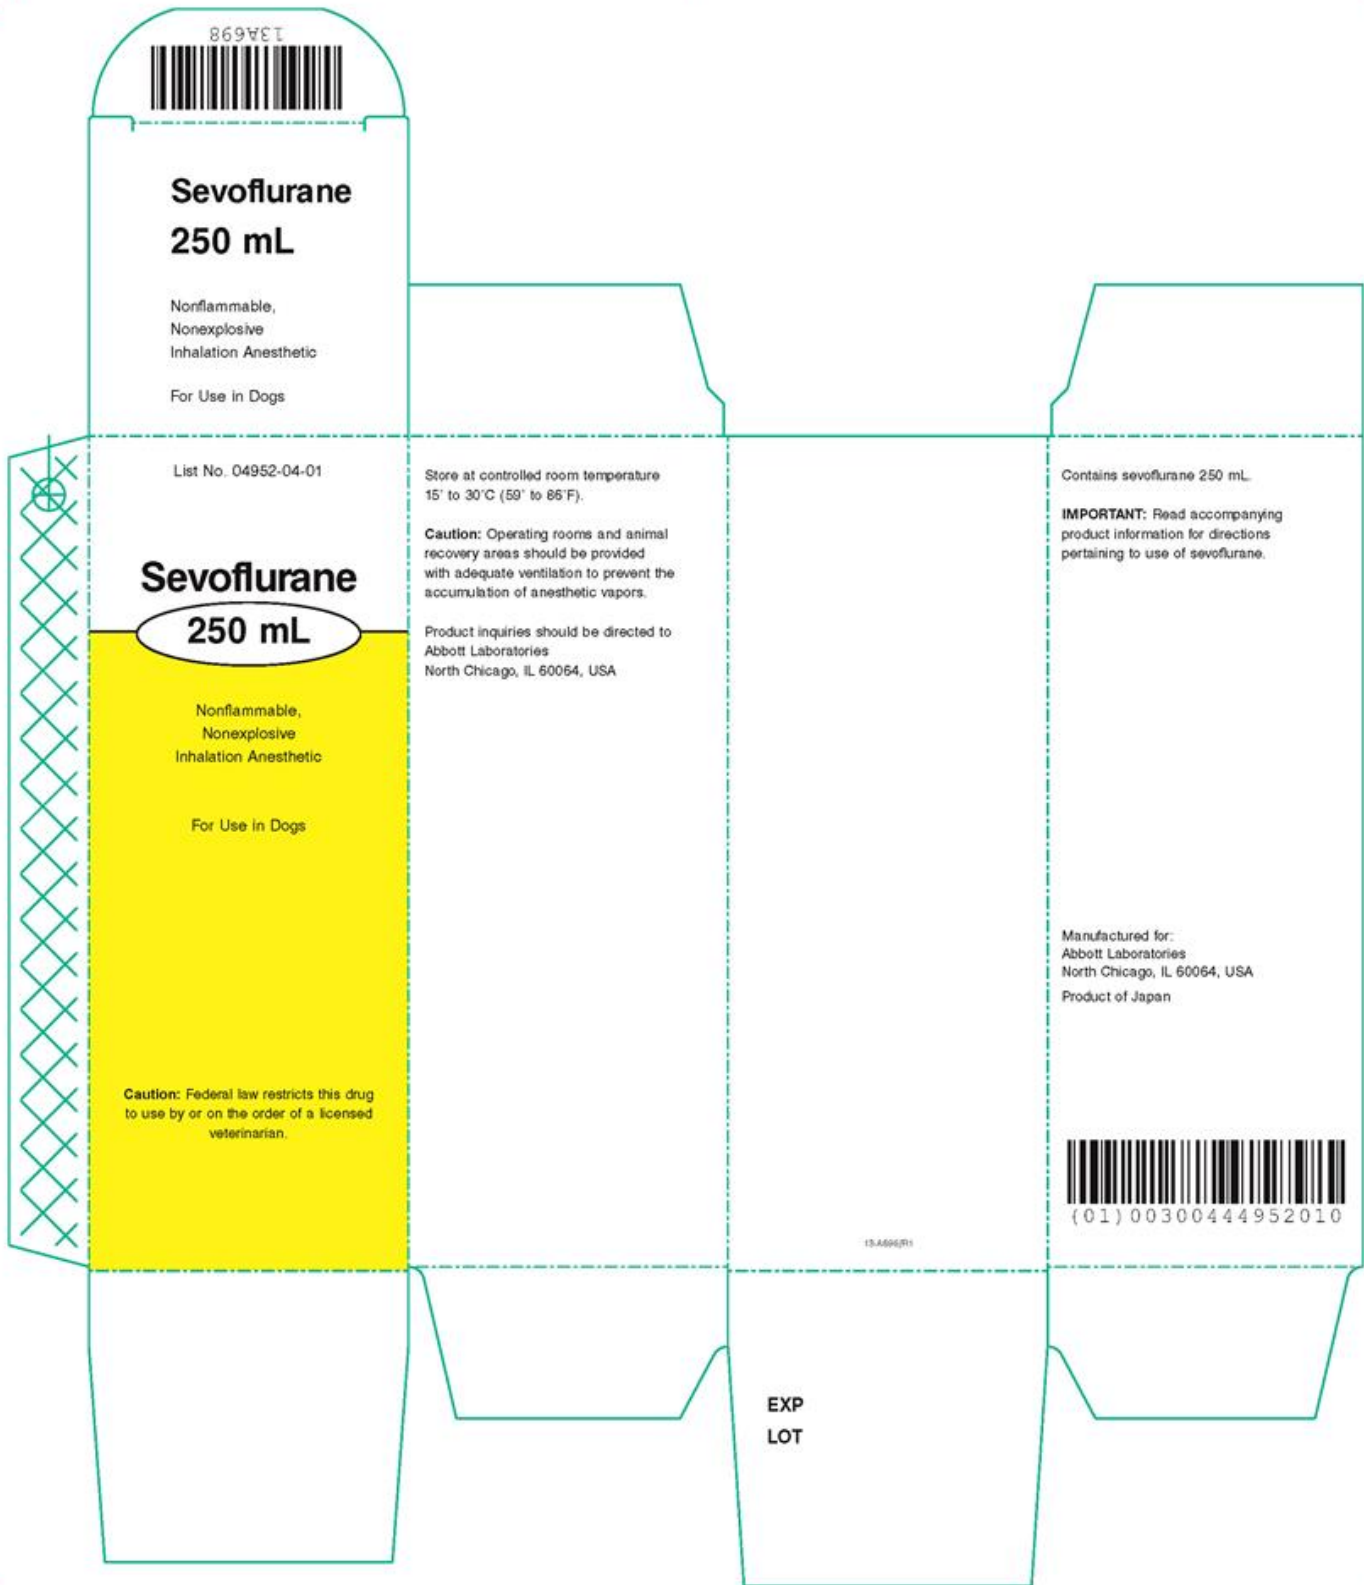 13A698
Sevoflurane
250 mL
Nonflammable,
Nonexplosive
Inhalation Anesthetic
For Use in Dogs
List No. 04952-04-01
Sevoflurane
250 mL
Nonflammable,
Nonexplosive
Inhalation Anesthetic
For Use in Dogs
Caution: Federal law restricts this drug
to use by or on the order of a licensed
veterinarian.
Store at controlled room temperature
15˚ to 30˚C (59˚ to 86˚F).
Caution: Operating rooms and animal
recovery areas should be provided
with adequate ventilation to prevent the
accumulation of anesthetic vapors.
Product inquiries should be directed to
Abbott Laboratories
North Chicago, IL 60064, USA
EXP
LOT
Contains sevoflurane 250 mL.
IMPORTANT: Read accompanying
product information for directions
pertaining to use of sevoflurane.
Manufactured for:
Abbott Laboratories
North Chicago, IL 60064, USA
Product of Japan
(01)00300444952010